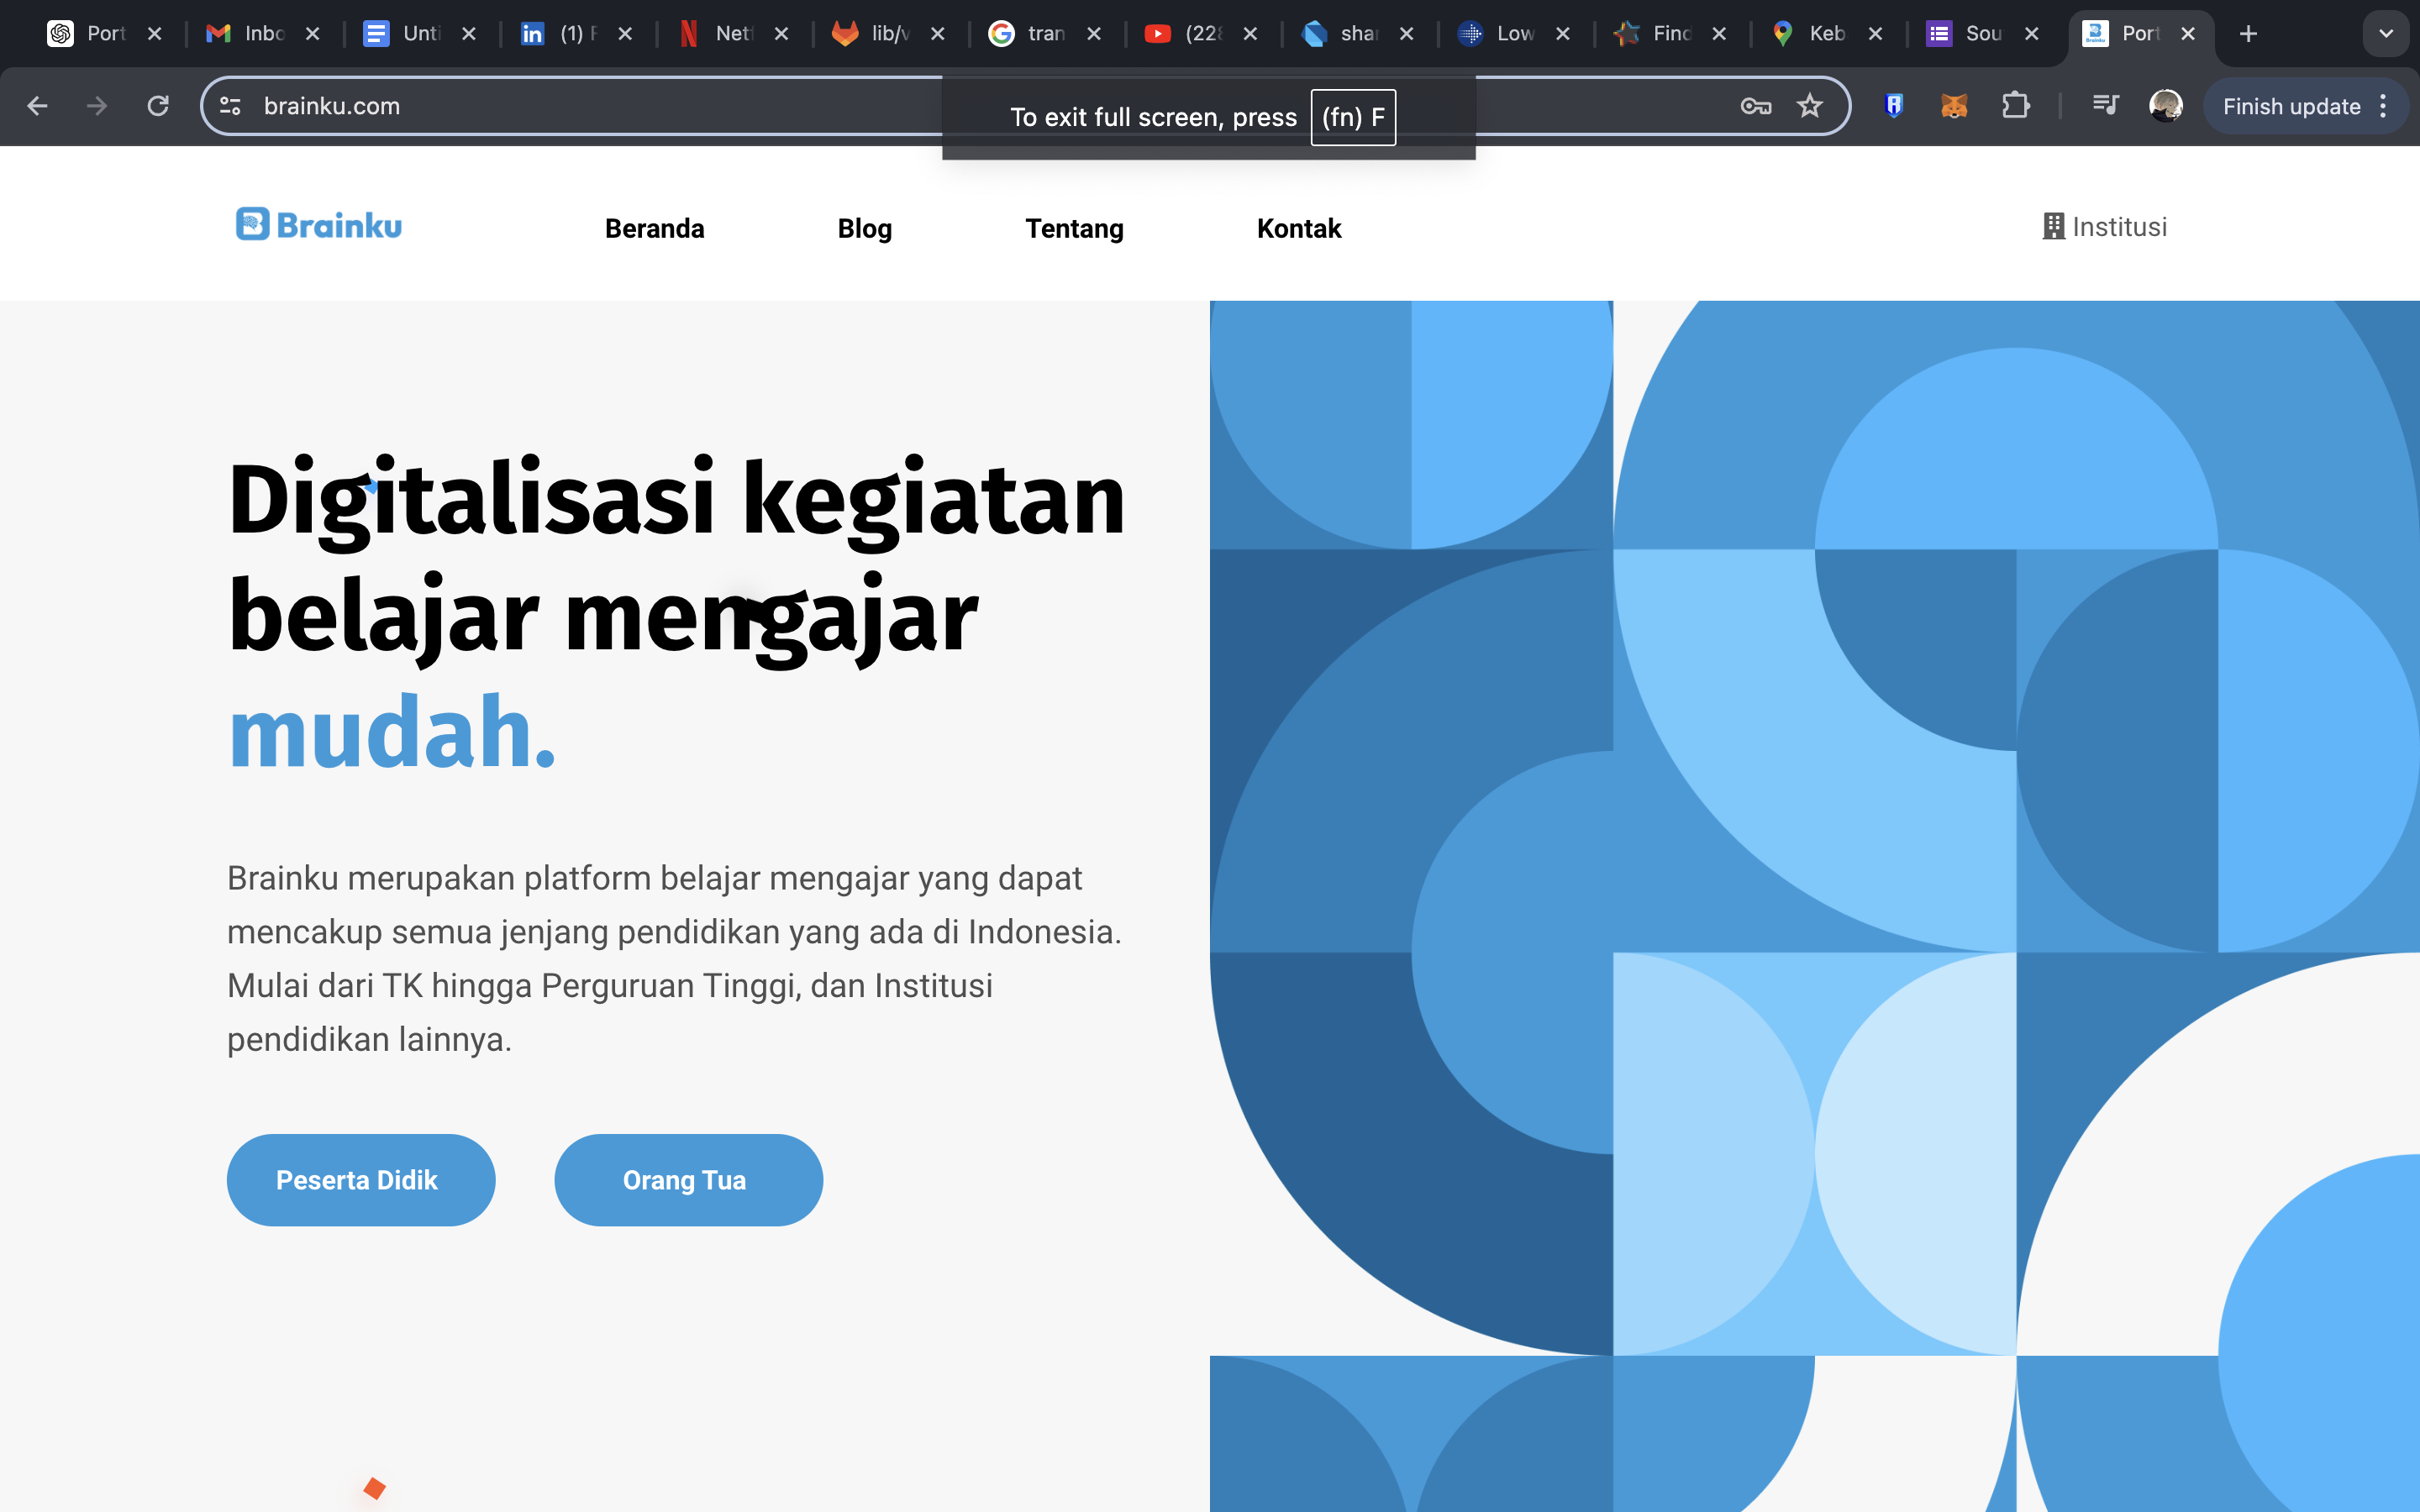 Port
Inbo
Unti
(1) F
Netf
lib/v
tran
(228
shar
Low
Find
Keb
Sou
Port
brainku.com
To exit full screen, press (fn) F
Finish update
Brainku
Beranda
Blog
Tentang
Kontak
Institusi
Digitalisasi kegiatan
belajar mengajar
mudah.
Brainku merupakan platform belajar mengajar yang dapat
mencakup semua jenjang pendidikan yang ada di Indonesia.
Mulai dari TK hingga Perguruan Tinggi, dan Institusi
pendidikan lainnya.
Peserta Didik
Orang Tua